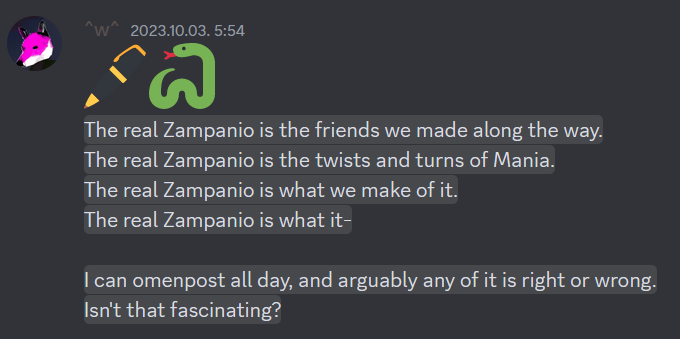 ^w^ 2023.10.03. 5:54
🖋️🐍
The real Zampanio is the friends we made along the way.
The real Zampanio is the twists and turns of Mania.
The real Zampanio is what we make of it.
The real Zampanio is what it-
I can omenpost all day, and arguably any of it is right or wrong.
Isn't that fascinating?